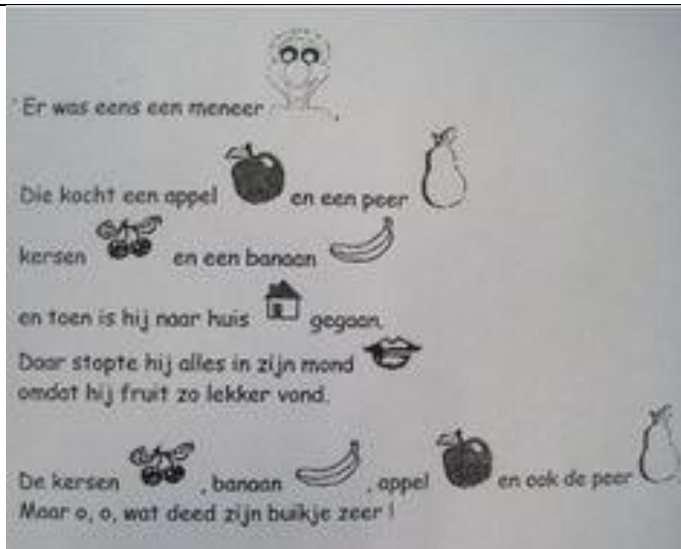 Er was eens een meneer ,
Die kocht een appel en een peer
kersen en een banaan
en toen is hij naar huis gegaan.
Daar stopte hij alles in zijn mond
omdat hij fruit zo lekker vond.
De kersen , banaan , appel en ook de peer
Maar o, o, wat deed zijn buikje zeer !